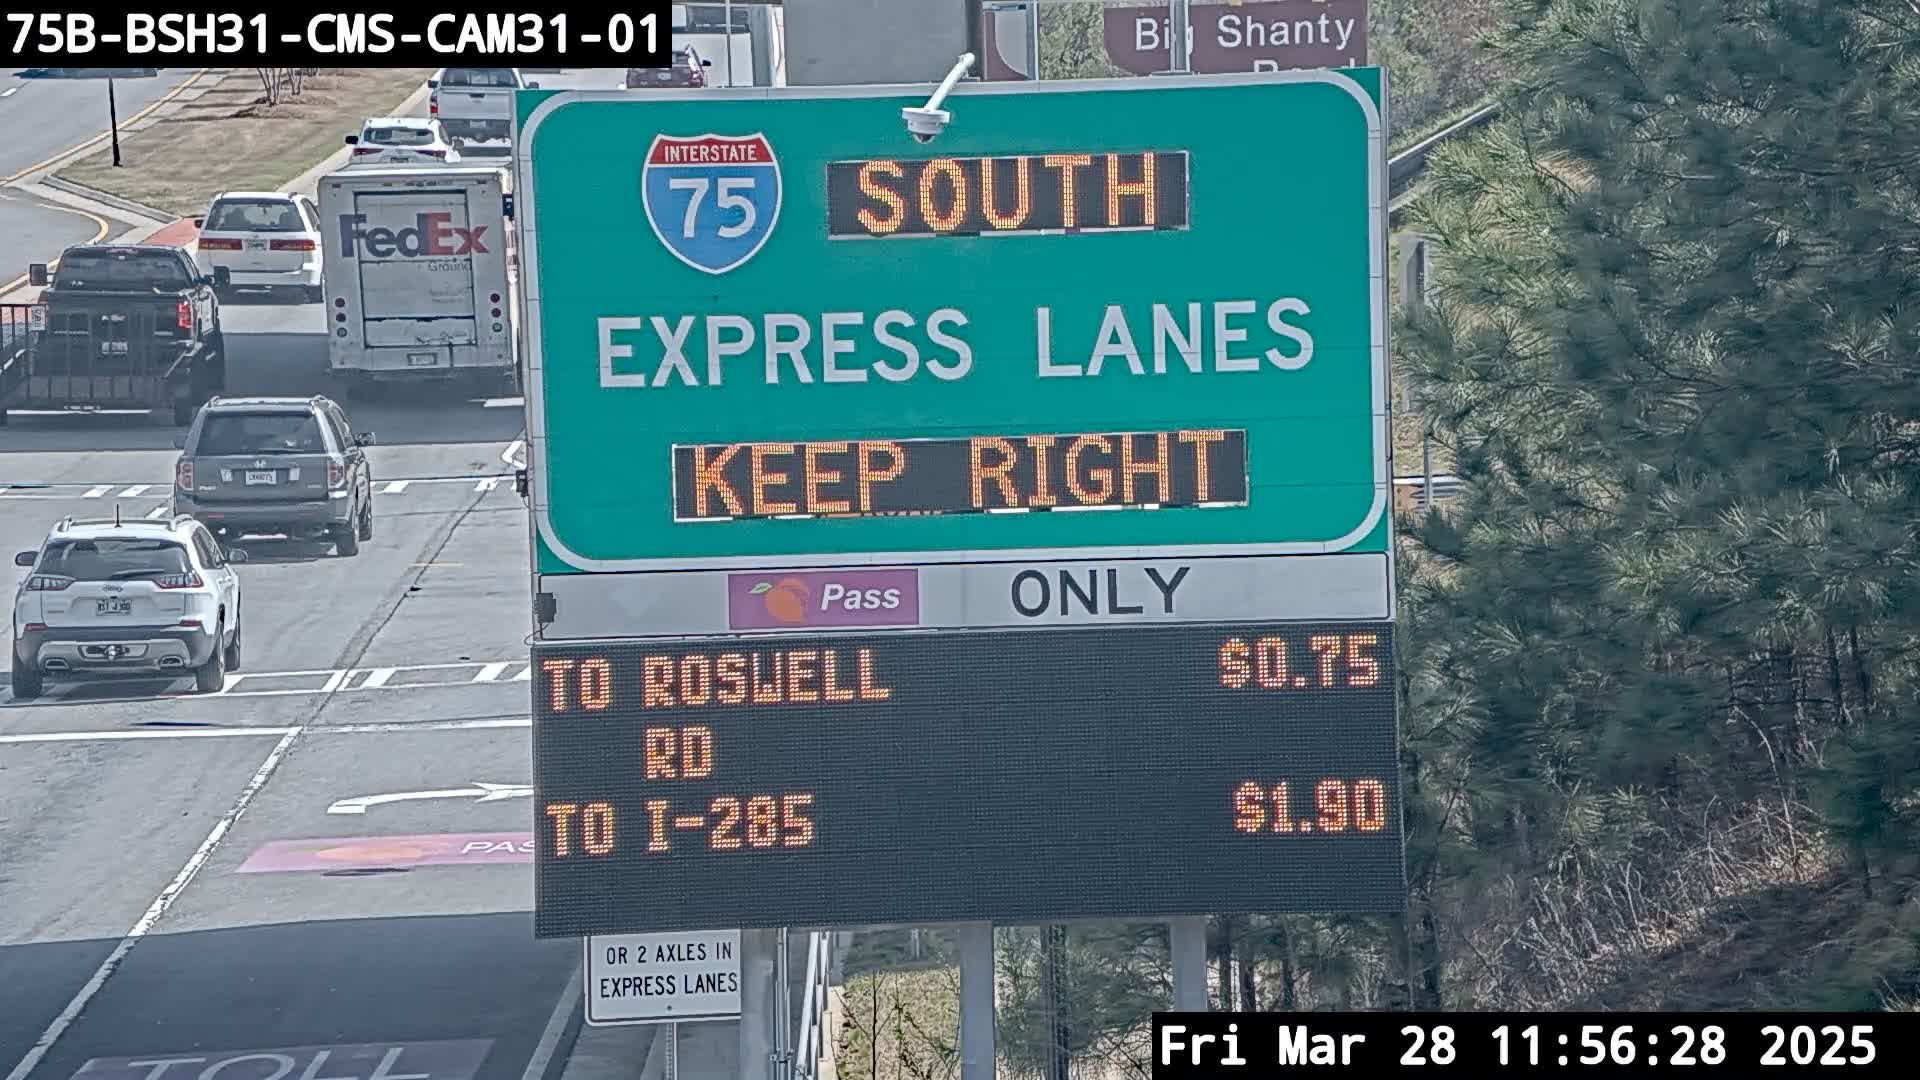 75B-BSH31-CMS-CAM31-01
Big Shanty
Road
INTERSTATE
75
SOUTH
EXPRESS LANES
KEEP RIGHT
Pass ONLY
TO ROSWELL $0.75
RD
TO I-285 $1.90
OR 2 AXLES IN
EXPRESS LANES
FedEx
Ground
PAS
TOLL
Fri Mar 28 11:56:28 2025